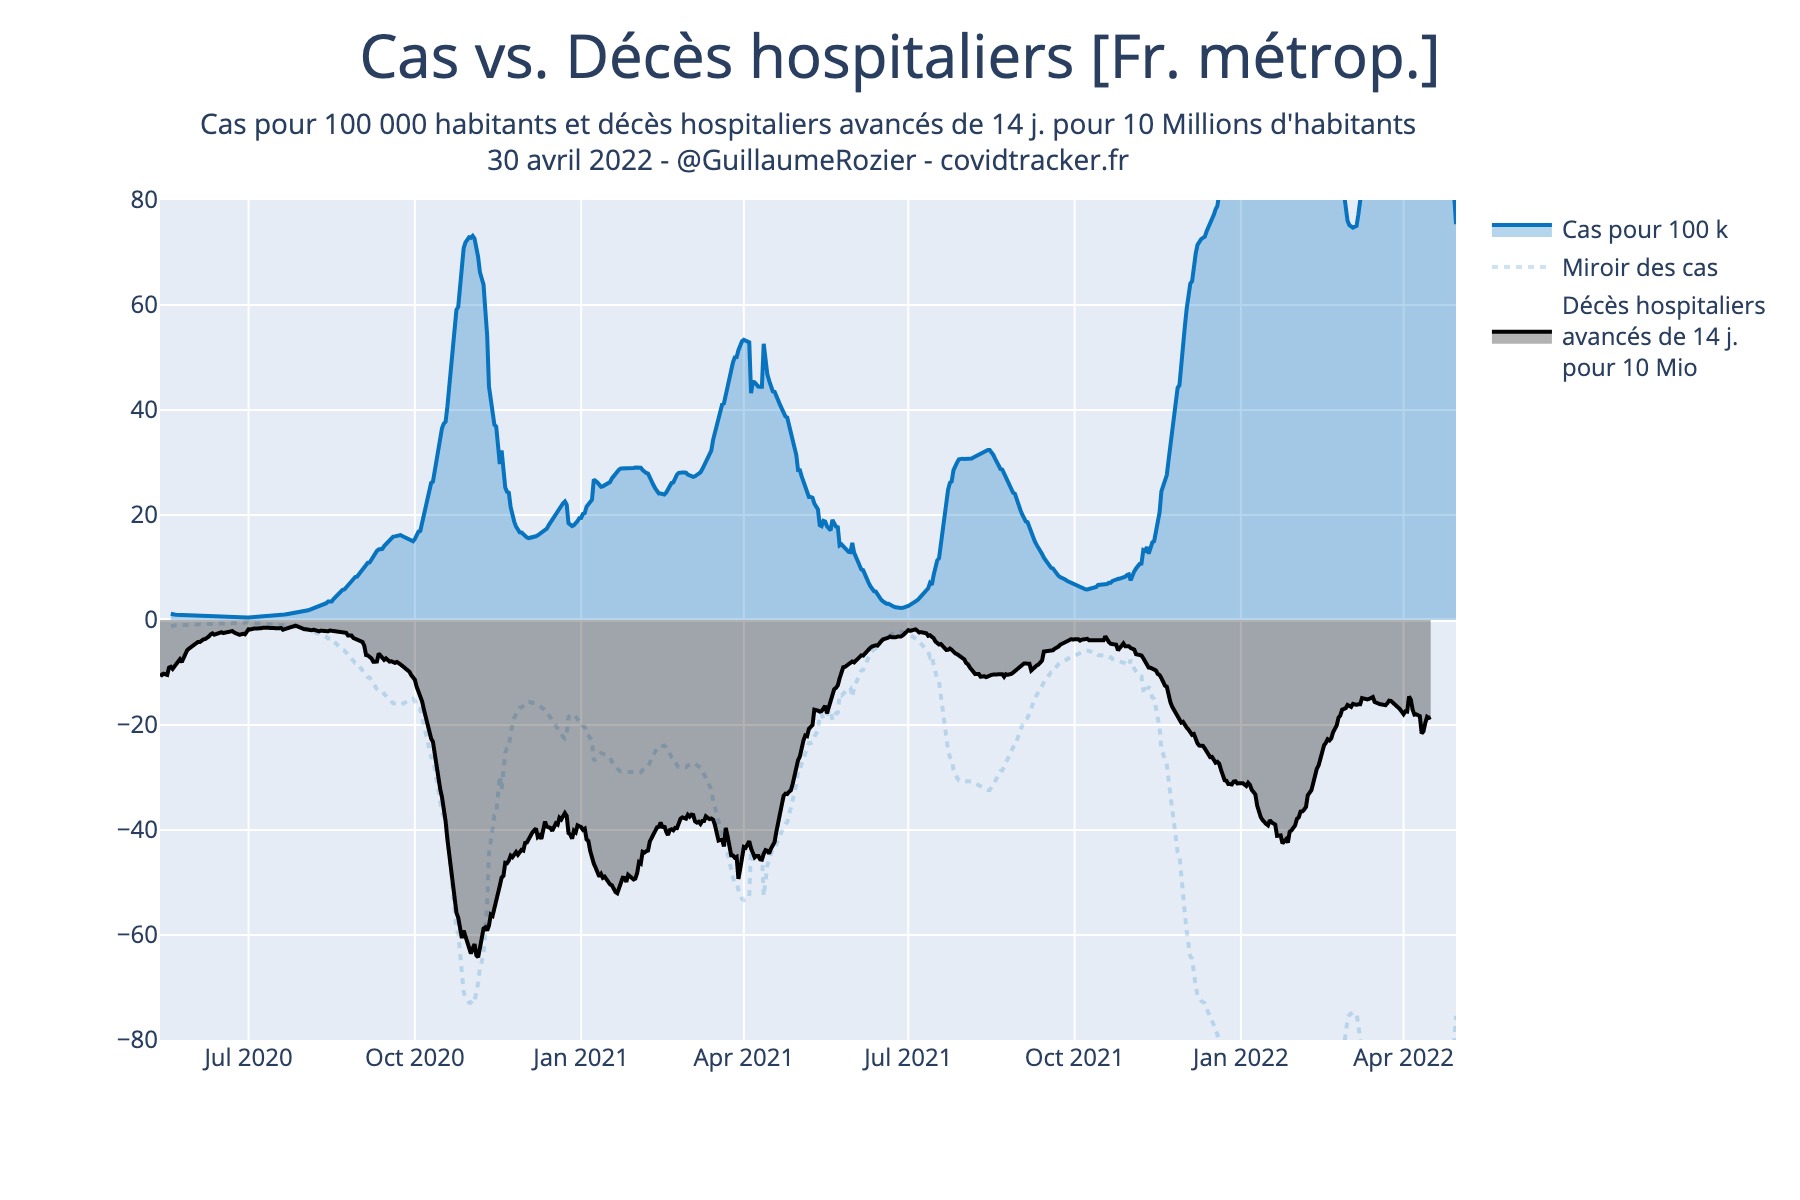 Cas vs. Décès hospitaliers [Fr. métrop.]
Cas pour 100 000 habitants et décès hospitaliers avancés de 14 j. pour 10 Millions d'habitants
30 avril 2022 - @GuillaumeRozier - covidtracker.fr
80
60
40
20
0
−20
−40
−60
−80
Jul 2020 Oct 2020 Jan 2021 Apr 2021 Jul 2021 Oct 2021 Jan 2022 Apr 2022
Cas pour 100 k
Miroir des cas
Décès hospitaliers
avancés de 14 j.
pour 10 Mio